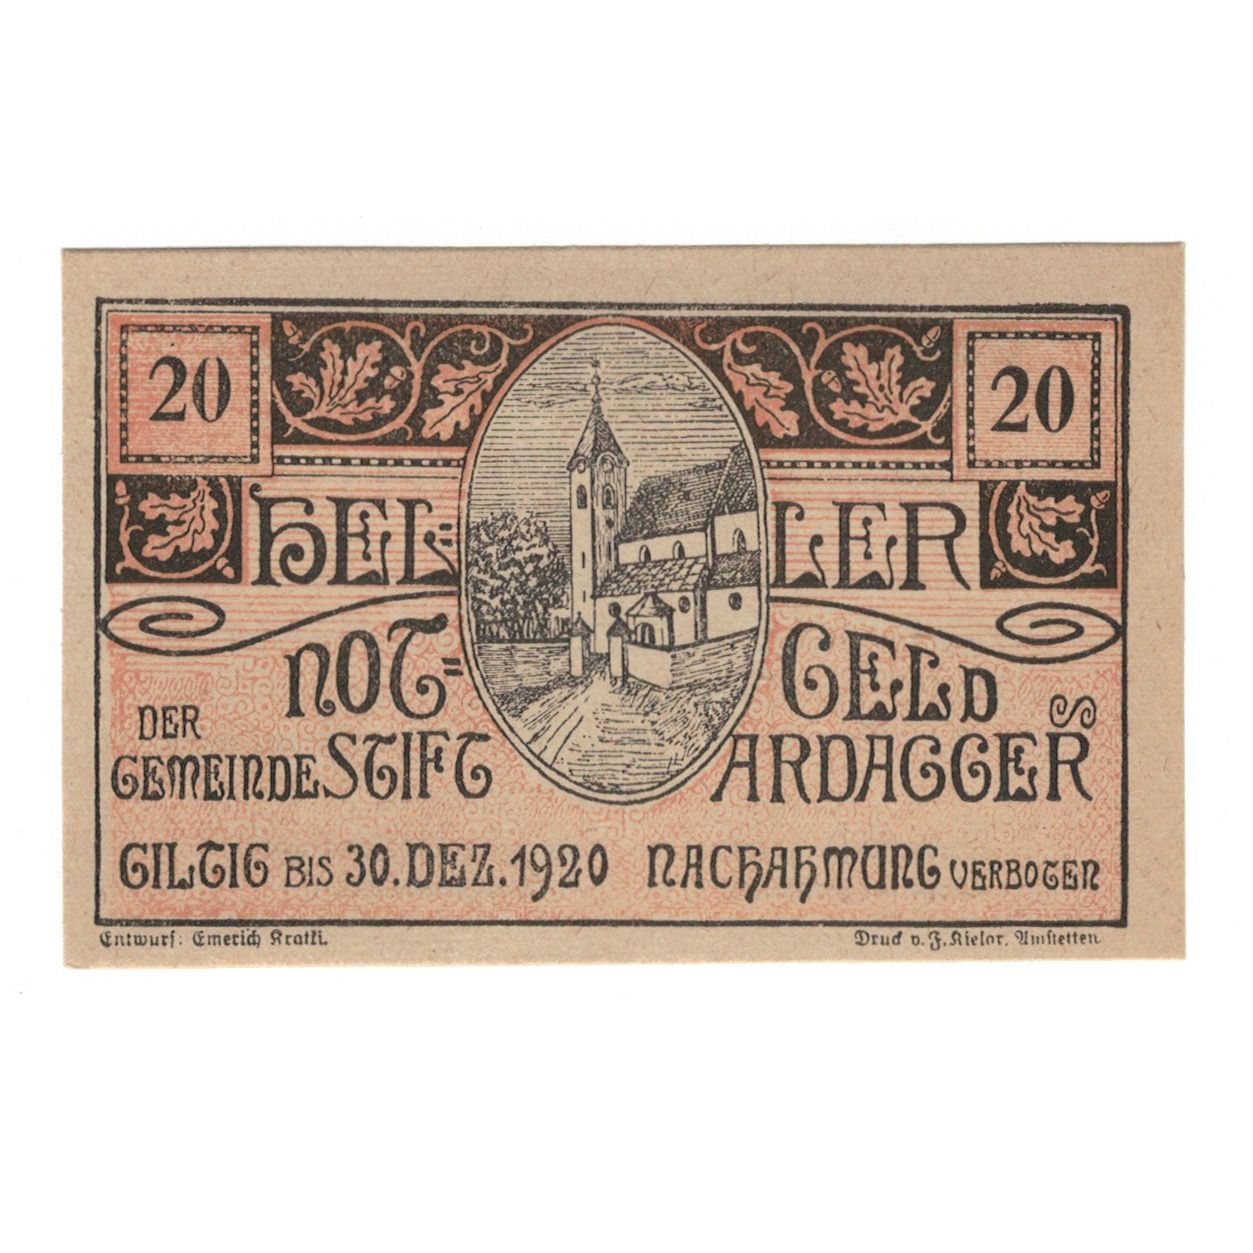 20 20
HEL=LER
NOT=GELD
DER
GEMEINDE STIFT ARDAGGER
GILTIG BIS 30. DEZ. 1920 NACHAHMUNG VERBOTEN
Entwurf: Emerich Kratki. Druck v. F. Kielar, Amstetten